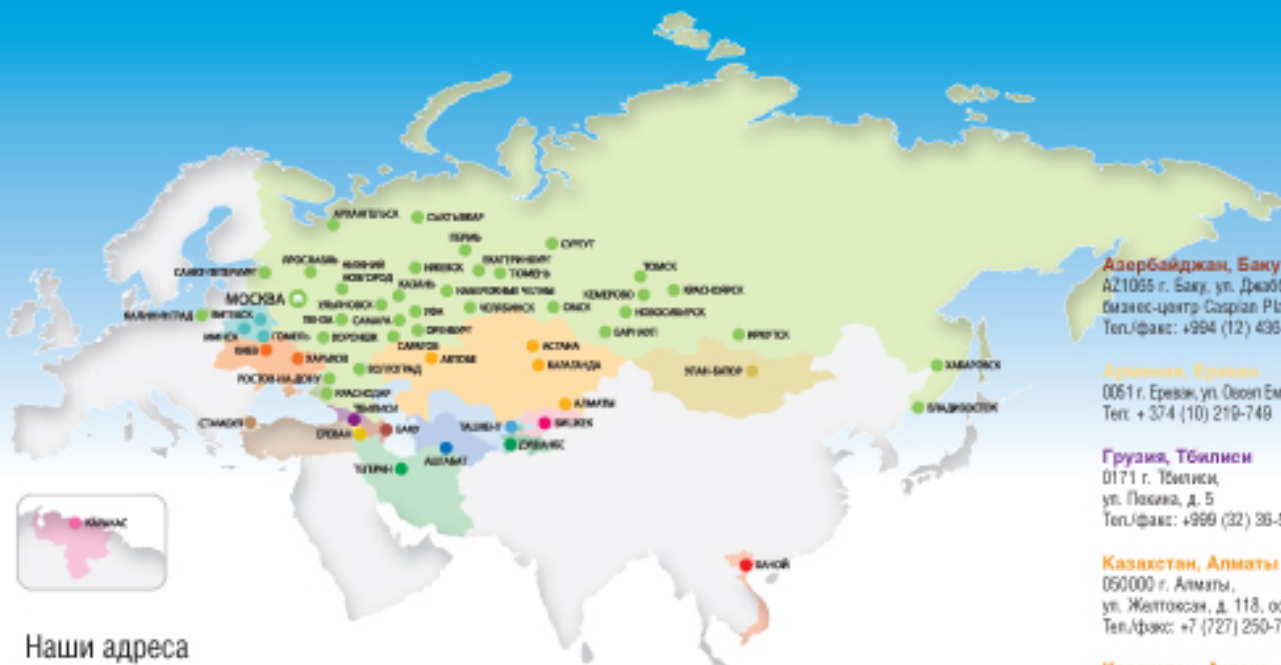 АРХАНГЕЛЬСК
СЫКТЫВКАР
ПЕРМЬ
СУРГУТ
ЯРОСЛАВЛЬ
НИЖНИЙ
НОВГОРОД
ИЖЕВСК
ЕКАТЕРИНБУРГ
ТЮМЕНЬ
САНКТ-ПЕТЕРБУРГ
КАЗАНЬ
НАБЕРЕЖНЫЕ ЧЕЛНЫ
ТОМСК
КЕМЕРОВО
КРАСНОЯРСК
МОСКВА
УЛЬЯНОВСК
УФА
ЧЕЛЯБИНСК
ОМСК
НОВОСИБИРСК
КАЛИНИНГРАД
ВИТЕБСК
ПЕНЗА
САМАРА
ОРЕНБУРГ
БАРНАУЛ
ИРКУТСК
МИНСК
ГОМЕЛЬ
ВОРОНЕЖ
САРАТОВ
АСТАНА
КИЕВ
ХАРЬКОВ
АКТОБЕ
КАРАГАНДА
УЛАН-БАТОР
ХАБАРОВСК
РОСТОВ-НА-ДОНУ
ВОЛГОГРАД
КРАСНОДАР
АЛМАТЫ
ВЛАДИВОСТОК
СТАМБУЛ
ТБИЛИСИ
ЕРЕВАН
БАКУ
ТАШКЕНТ
БИШКЕК
ДУШАНБЕ
АШГАБАТ
ТЕГЕРАН
КАРАКАС
ХАНОЙ
Наши адреса
Азербайджан, Баку
AZ1065 г. Баку, ул. Джабб
бизнес-центр Caspian Pl
Тел./факс: +994 (12) 436-
Армения, Ереван
0051 г. Ереван, ул.
Тел: + 374 (10) 219-749
Грузия, Тбилиси
0171 г. Тбилиси,
ул. Пекина, д. 5
Тел./факс: +999 (32) 36-
Казахстан, Алматы
050000 г. Алматы,
ул. Желтоксан, д. 118, оф
Тел./факс: +7 (727) 250-7